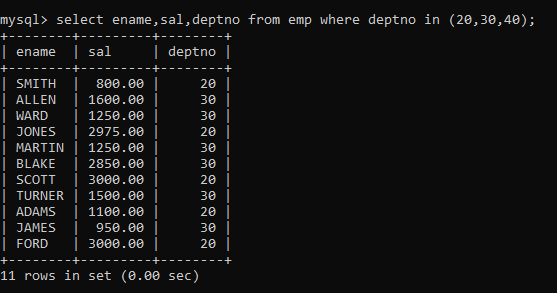 mysql> select ename,sal,deptno from emp where deptno in (20,30,40);
+--------+---------+--------+
| ename  | sal     | deptno |
+--------+---------+--------+
| SMITH  |  800.00 |     20 |
| ALLEN  | 1600.00 |     30 |
| WARD   | 1250.00 |     30 |
| JONES  | 2975.00 |     20 |
| MARTIN | 1250.00 |     30 |
| BLAKE  | 2850.00 |     30 |
| SCOTT  | 3000.00 |     20 |
| TURNER | 1500.00 |     30 |
| ADAMS  | 1100.00 |     20 |
| JAMES  |  950.00 |     30 |
| FORD   | 3000.00 |     20 |
+--------+---------+--------+
11 rows in set (0.00 sec)